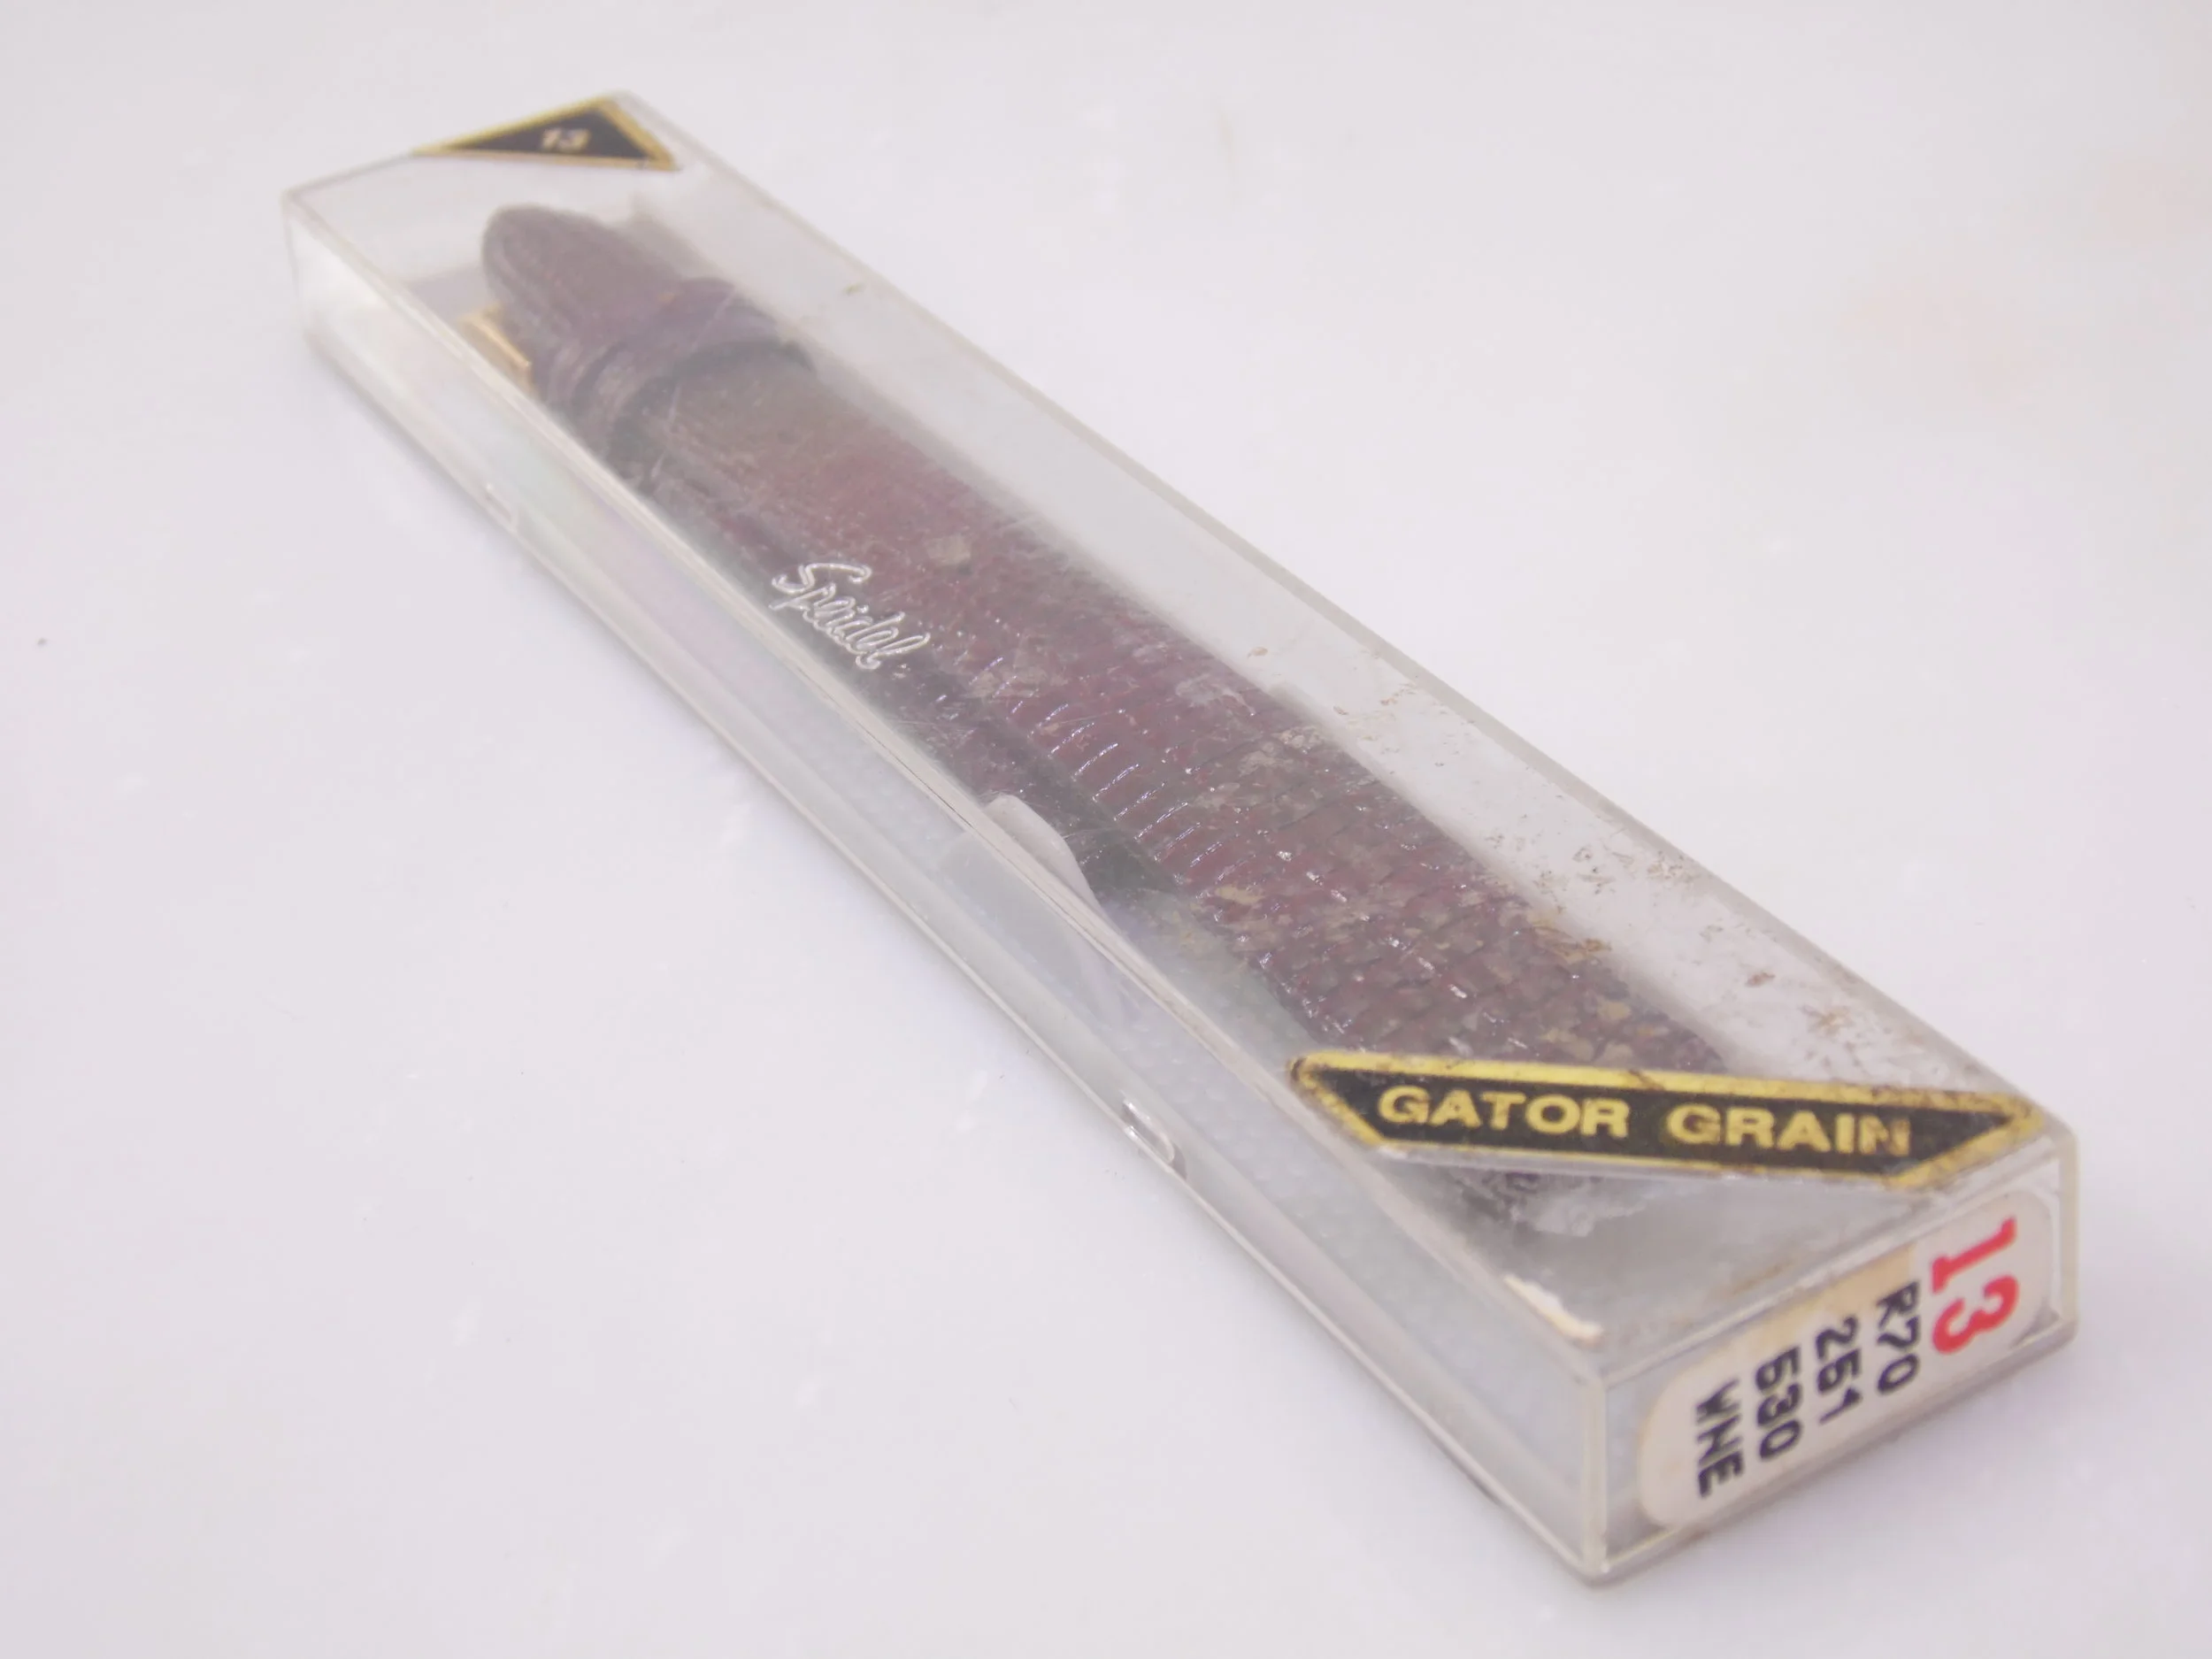 13
Speidel
GATOR GRAIN
13
R70
251
530
WNE